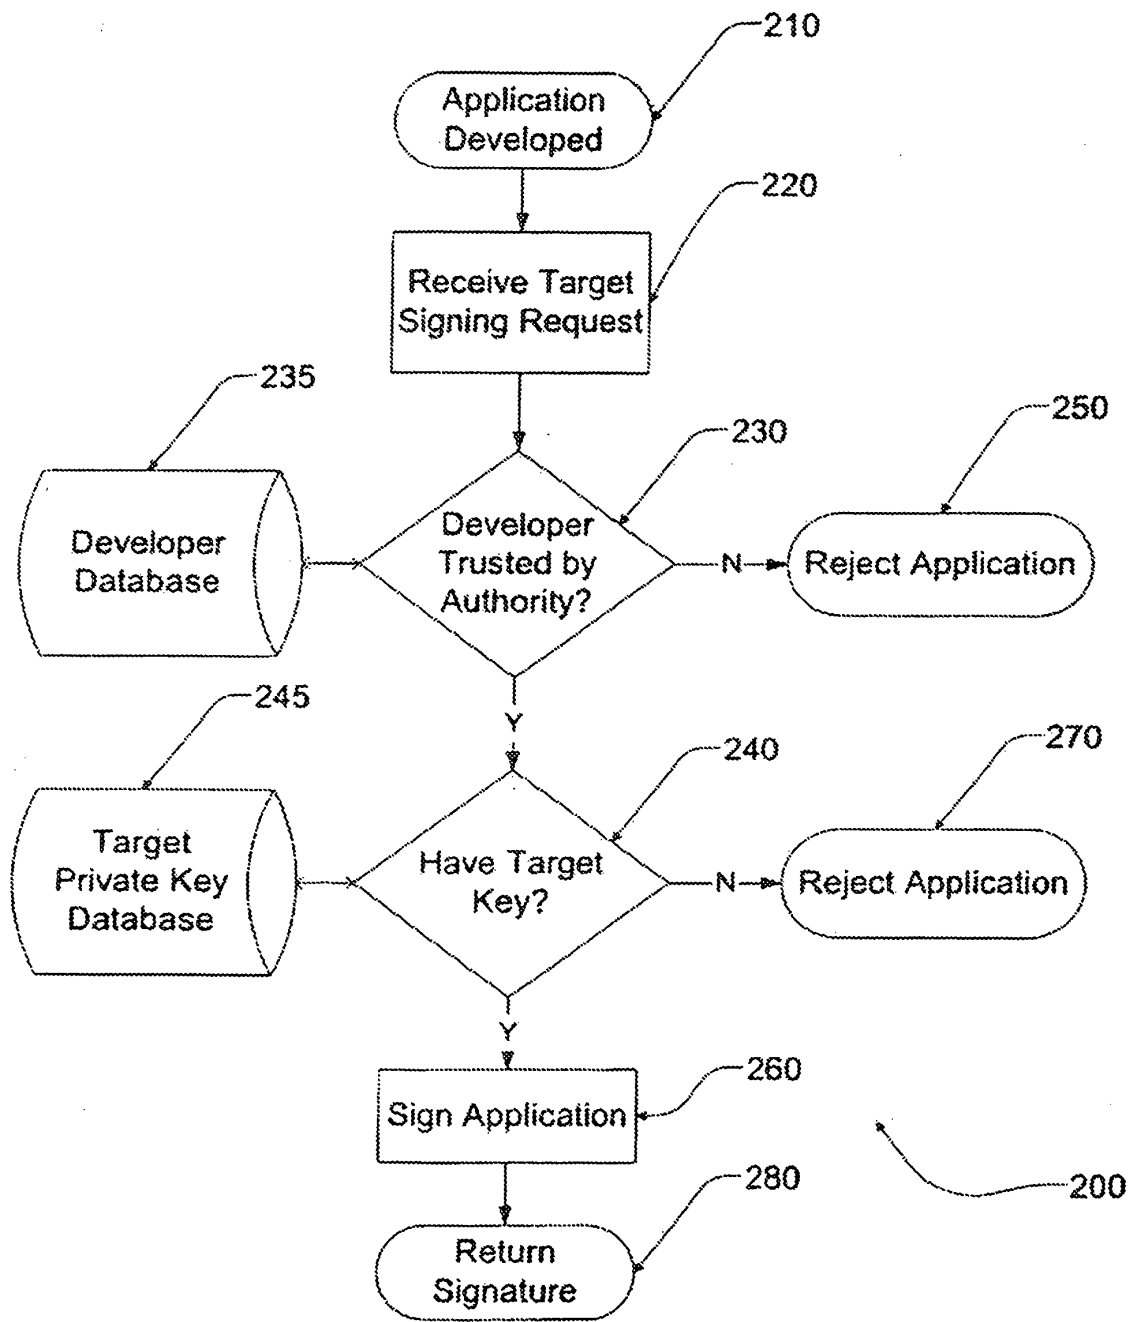 210
Application
Developed
220
Receive Target
Signing Request
235
230
250
Developer
Database
Developer
Trusted by
Authority?
N
Reject Application
Y
245
240
270
Target
Private Key
Database
Have Target
Key?
N
Reject Application
Y
260
Sign Application
280
200
Return
Signature